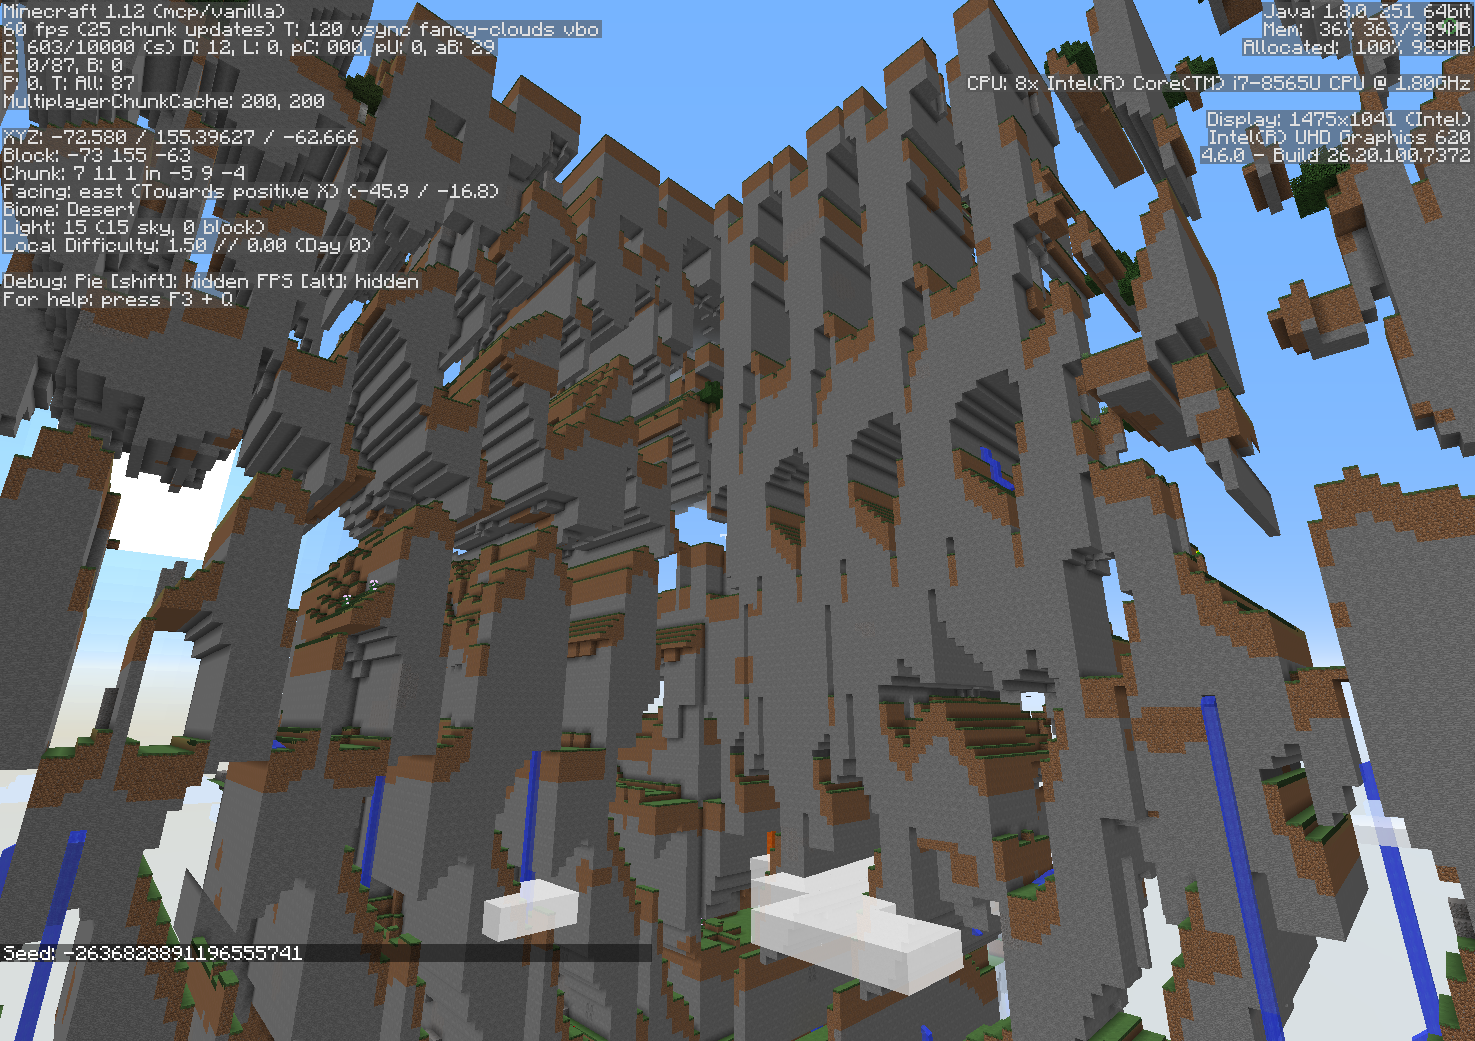 Minecraft 1.12 (mcp/vanilla)
60 fps (25 chunk updates) T: 120 vsync fancy-clouds vbo
C: 603/10000 (s) D: 12, L: 0, pC: 000, pU: 0, aB: 29
E: 0/87, B: 0
P: 0. T: All: 87
MultiplayerChunkCache: 200, 200
XYZ: -72.580 / 155.39627 / -62.666
Block: -73 155 -63
Chunk: 7 11 1 in -5 9 -4
Facing: east (Towards positive X) (-45.9 / -16.8)
Biome: Desert
Light: 15 (15 sky, 0 block)
Local Difficulty: 1.50 // 0.00 (Day 0)
Debug: Pie [shift]: hidden FPS [alt]: hidden
For help: press F3 + Q
Java: 1.8.0_251 64bit
Mem: 36% 363/989MB
Allocated: 100% 989MB
CPU: 8x Intel(R) Core(TM) i7-8565U CPU @ 1.80GHz
Display: 1475x1041 (Intel)
Intel(R) UHD Graphics 620
4.6.0 - Build 26.20.100.7372
Seed: -26368288911196555741